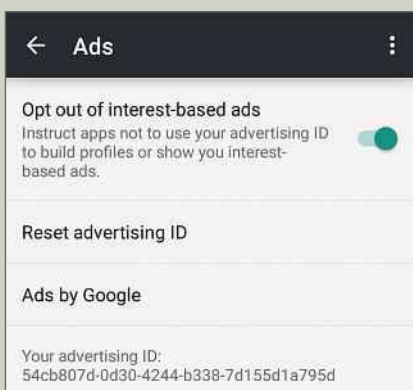 Ads
Opt out of interest-based ads
Instruct apps not to use your advertising ID
to build profiles or show you interest-
based ads.
Reset advertising ID
Ads by Google
Your advertising ID:
54cb807d-0d30-4244-b338-7d155d1a795d